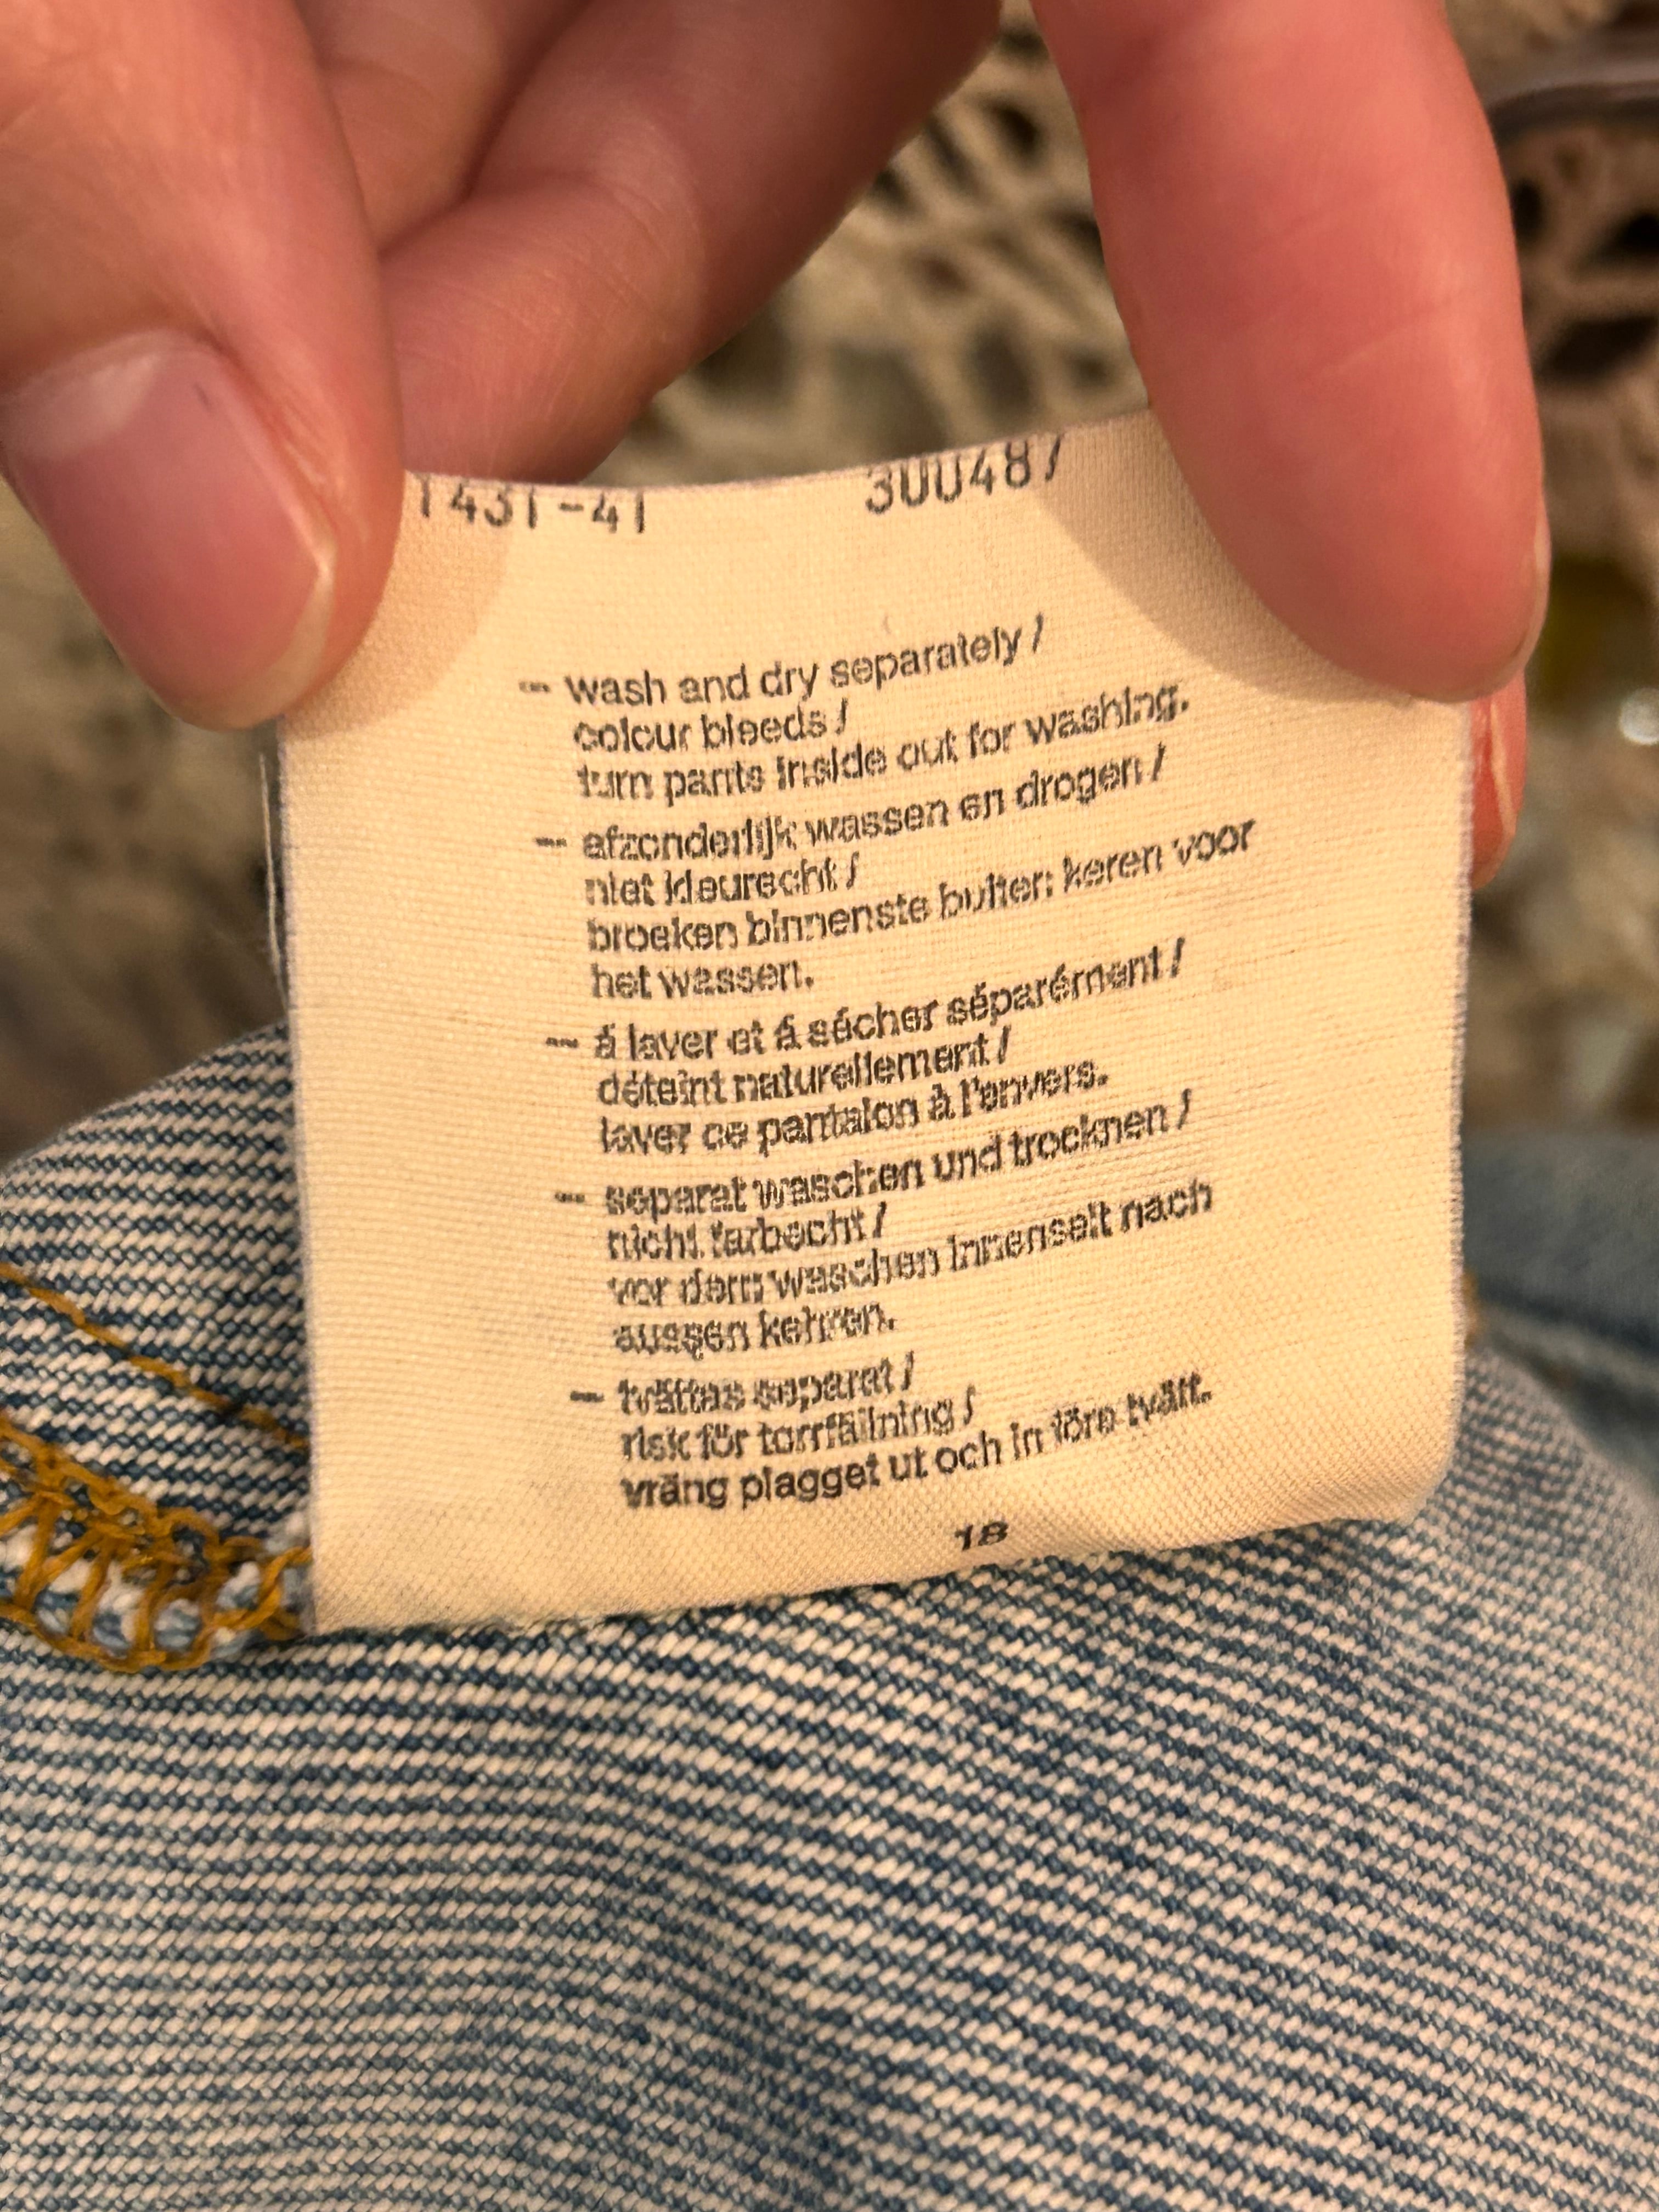 1431-41 300487
- wash and dry separately /
colour bleeds /
turn pants inside out for washing.
- afzonderlijk wassen en drogen /
niet kleurecht /
broeken binnenste buiten keren voor
het wassen.
- á laver et á sécher séparément /
déteint naturellement /
laver ce pantalon à l'envers.
- separat waschen und trocknen /
nicht farbecht /
vor dem waschen innenseit nach
aussen kehren.
- tvättas separat /
risk för torrfällning /
vräng plagget ut och in före tvätt.
18